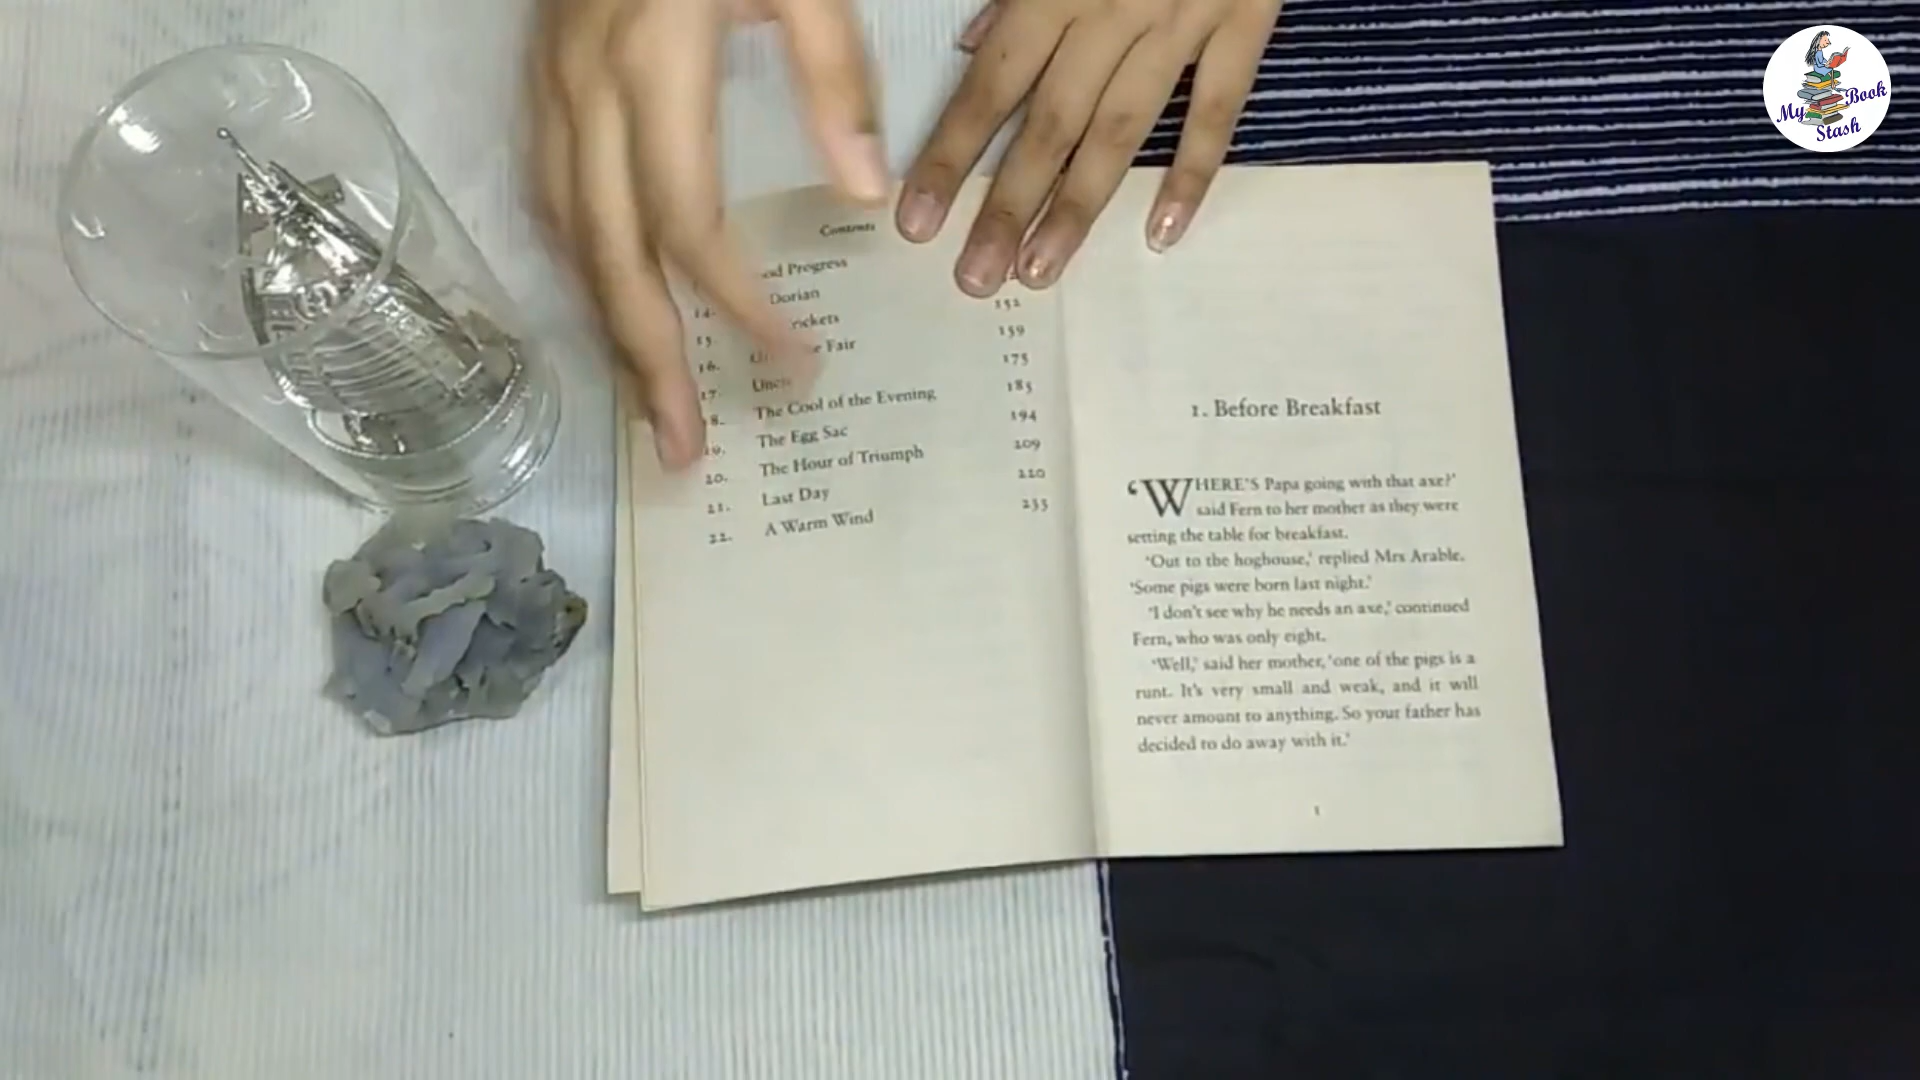 My Book
Stash
Contents
Progress
14. Dorian 152
15. 159
16. Fair 175
17. 185
18. The Cool of the Evening 194
19. The Egg Sac 209
20. The Hour of Triumph 220
21. Last Day 235
22. A Warm Wind
1. Before Breakfast
‘WHERE'S Papa going with that axe?’
said Fern to her mother as they were
setting the table for breakfast.
‘Out to the hoghouse,’ replied Mrs Arable.
‘Some pigs were born last night.’
‘I don't see why he needs an axe,’ continued
Fern, who was only eight.
‘Well,’ said her mother, ‘one of the pigs is a
runt. It's very small and weak, and it will
never amount to anything. So your father has
decided to do away with it.’
1